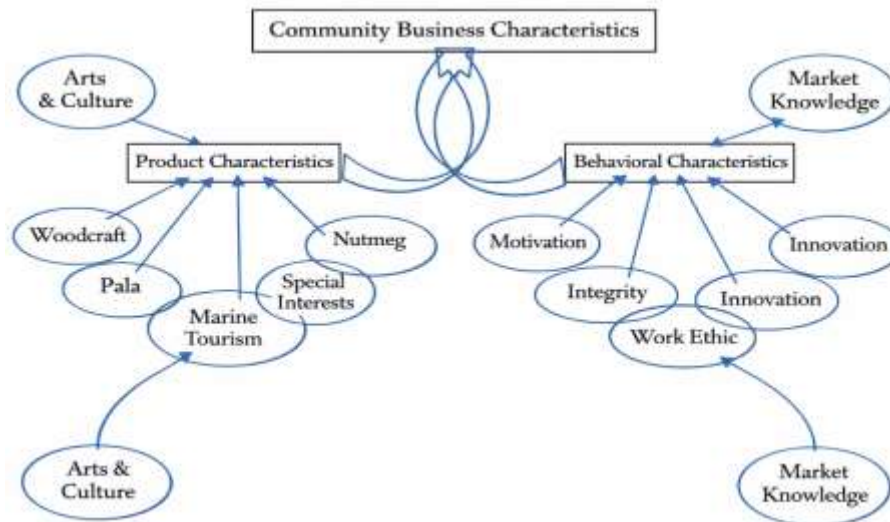 Community Business Characteristics
Arts
& Culture
Market
Knowledge
Product Characteristics
Behavioral Characteristics
Woodcraft
Nutmeg
Motivation
Innovation
Pala
Special
Interests
Integrity
Innovation
Marine
Tourism
Work Ethic
Arts &
Culture
Market
Knowledge